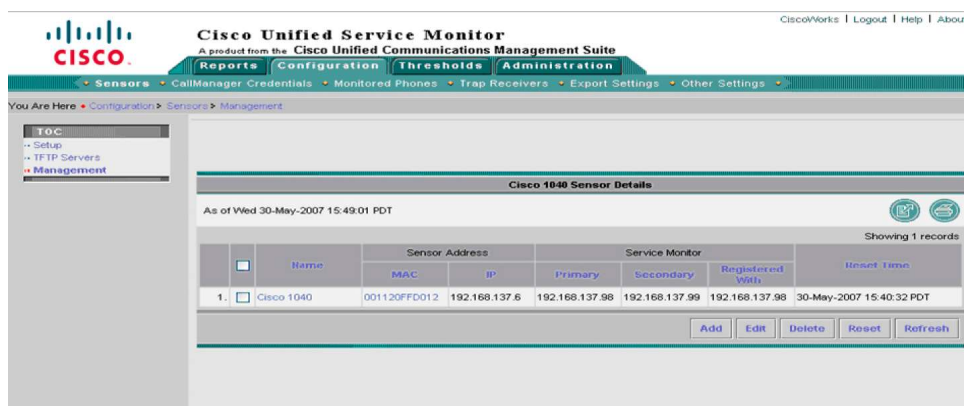 CiscoWorks | Logout | Help | Abou
CISCO.
Cisco Unified Service Monitor
A product from the Cisco Unified Communications Management Suite
Reports Configuration Thresholds Administration
Sensors CallManager Credentials Monitored Phones Trap Receivers Export Settings Other Settings
You Are Here • Configuration > Sensors > Management
TOC
Setup
TFTP Servers
Management
Cisco 1040 Sensor Details
As of Wed 30-May-2007 15:49:01 PDT
Showing 1 records
Sensor Address Service Monitor
Name MAC IP Primary Secondary Registered With Reset Time
1. Cisco 1040 001120FFD012 192.168.137.6 192.168.137.98 192.168.137.99 192.168.137.98 30-May-2007 15:40:32 PDT
Add Edit Delete Reset Refresh